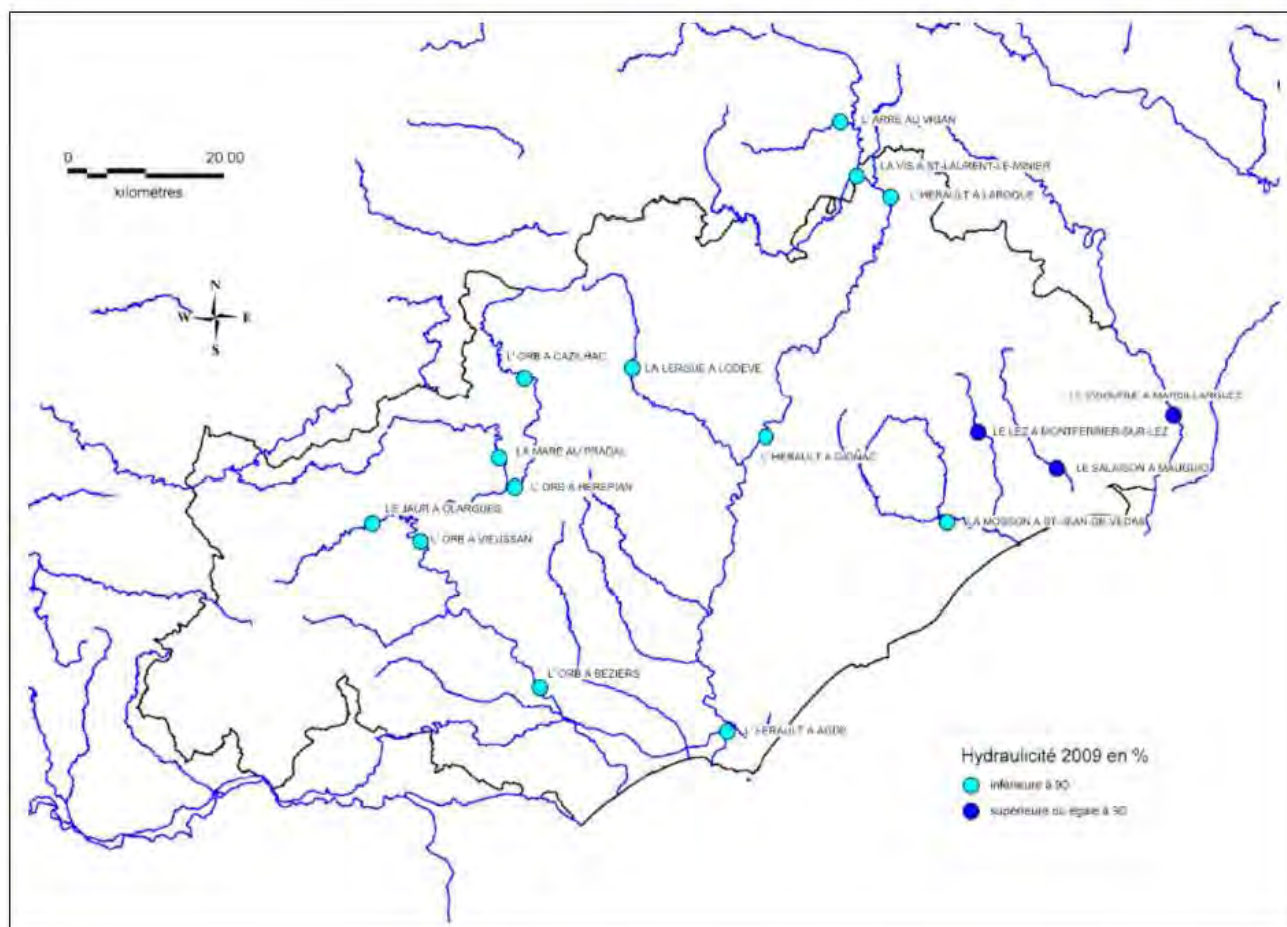 L' ARRE AU VIGAN
0 20.00
LA VIS A ST-LAURENT-LE-MINIER
kilomètres
L' HERAULT A LAROQUE
N
W E
S
L' ORB A CAZILHAC
LA LERGUE A LODEVE
LE VIDOURLE A MARSILLARGUES
LE LEZ A MONTFERRIER-SUR-LEZ
L' HERAULT A GIGNAC
LA MARE AU PRADAL
LE SALAISON A MAUGUIO
L' ORB A HEREPIAN
LE JAUR A OLARGUES
LA MOSSON A ST-JEAN-DE-VEDAS
L' ORB A VIEUSSAN
L' ORB A BEZIERS
L' HERAULT A AGDE
Hydraulicité 2009 en %
inférieure à 90
supérieure ou égale à 90